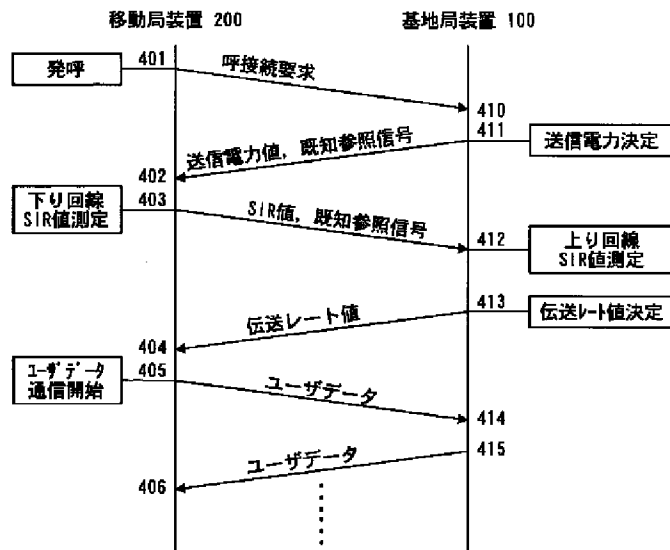 移動局装置 200
基地局装置 100
発呼
401
呼接続要求
410
411
送信電力決定
送信電力値, 既知参照信号
402
403
下り回線
SIR値測定
SIR値, 既知参照信号
412
上り回線
SIR値測定
413
伝送ﾚｰﾄ値決定
伝送レート値
404
405
ﾕｰｻﾞﾃﾞｰﾀ
通信開始
ユーザデータ
414
415
ユーザデータ
406